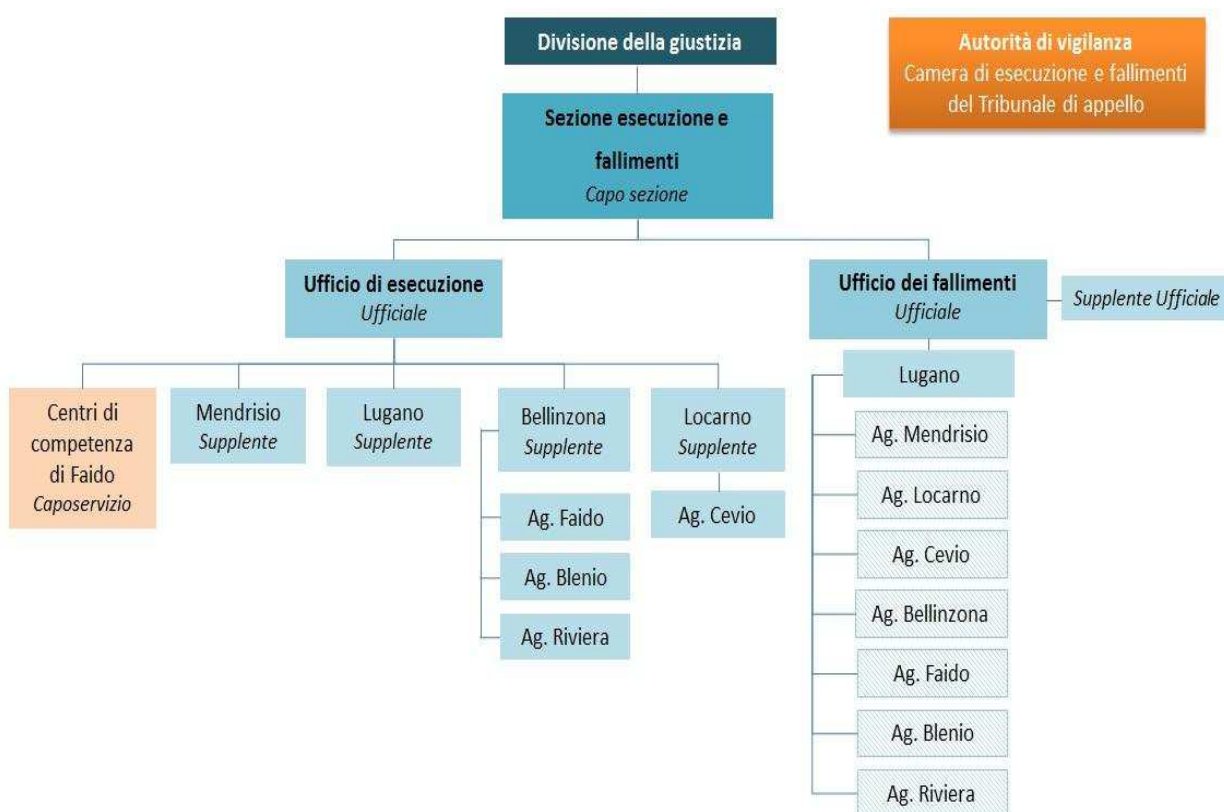 Divisione della giustizia
Autorità di vigilanza
Camera di esecuzione e fallimenti
del Tribunale di appello
Sezione esecuzione e
fallimenti
Capo sezione
Ufficio di esecuzione
Ufficiale
Ufficio dei fallimenti
Ufficiale
Supplente Ufficiale
Centri di
competenza
di Faido
Caposervizio
Mendrisio
Supplente
Lugano
Supplente
Bellinzona
Supplente
Ag. Faido
Ag. Blenio
Ag. Riviera
Locarno
Supplente
Ag. Cevio
Lugano
Ag. Mendrisio
Ag. Locarno
Ag. Cevio
Ag. Bellinzona
Ag. Faido
Ag. Blenio
Ag. Riviera